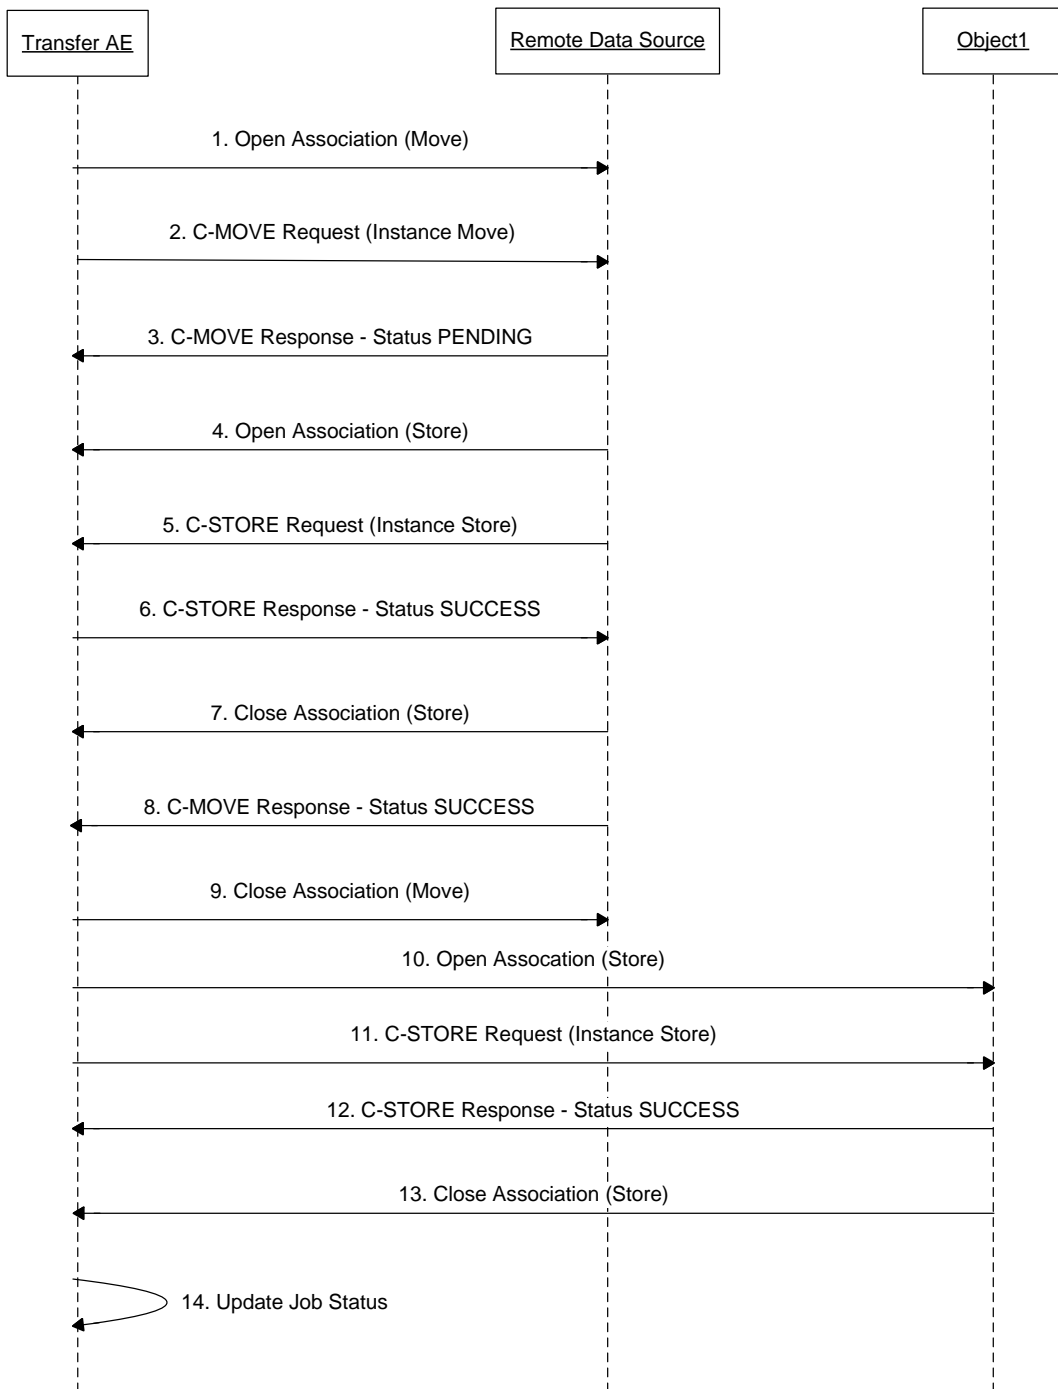 Transfer AE
Remote Data Source
Object1
1. Open Association (Move)
2. C-MOVE Request (Instance Move)
3. C-MOVE Response - Status PENDING
4. Open Association (Store)
5. C-STORE Request (Instance Store)
6. C-STORE Response - Status SUCCESS
7. Close Association (Store)
8. C-MOVE Response - Status SUCCESS
9. Close Association (Move)
10. Open Assocation (Store)
11. C-STORE Request (Instance Store)
12. C-STORE Response - Status SUCCESS
13. Close Association (Store)
14. Update Job Status